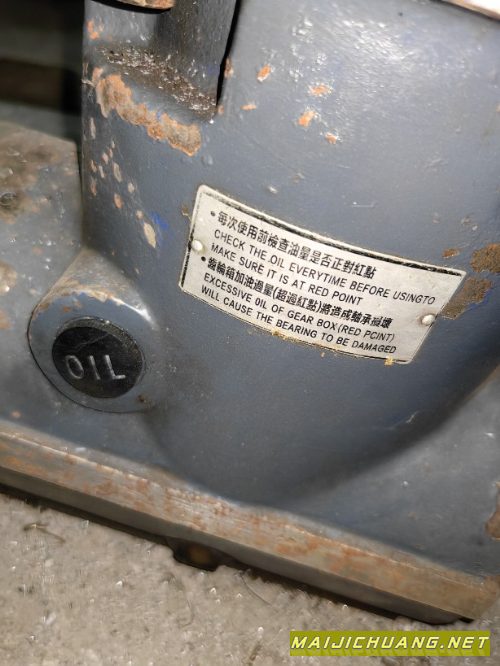 •每次使用前檢查油量是否正對紅點
CHECK THE OIL EVERYTIME BEFORE USINGTO
MAKE SURE IT IS AT RED POINT
•齒輪箱加油過量(超過紅點)將造成軸承損壞
EXCESSIVE OIL OF GEAR BOX (RED POINT)
WILL CAUSE THE BEARING TO BE DAMAGED
OIL
MAIJICHUANG.NET